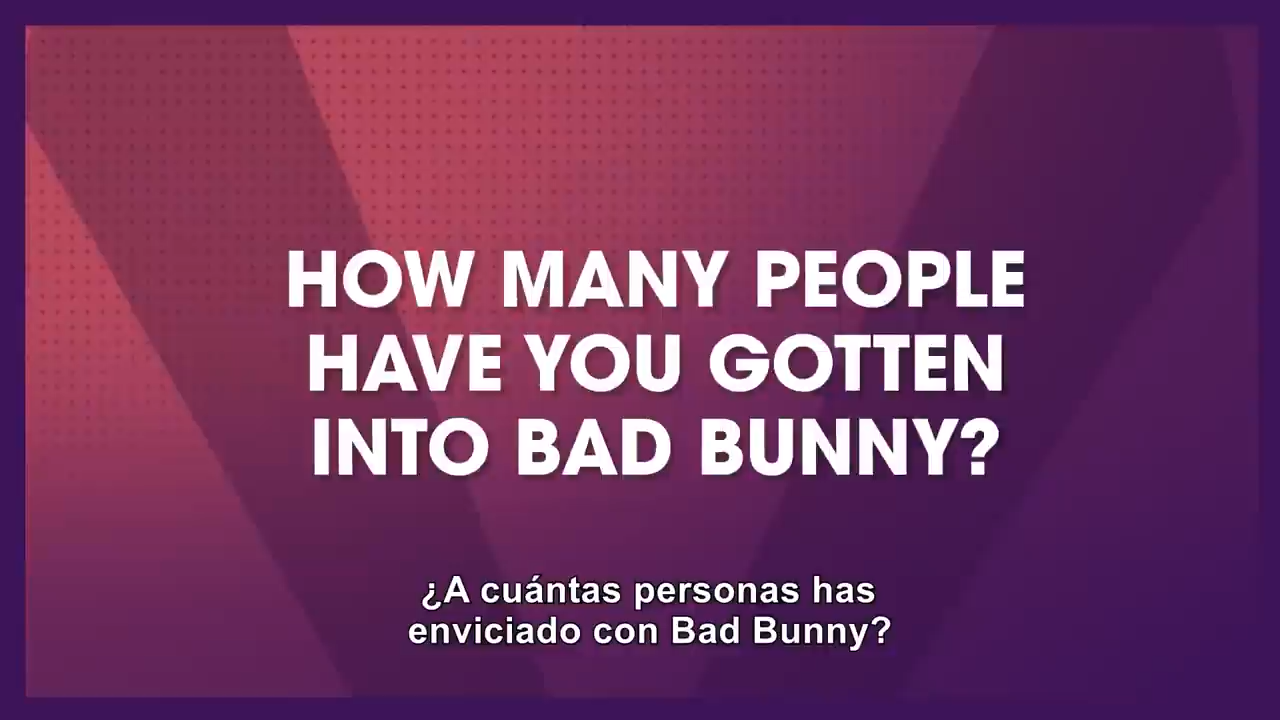 HOW MANY PEOPLE
HAVE YOU GOTTEN
INTO BAD BUNNY?
¿A cuántas personas has
enviciado con Bad Bunny?